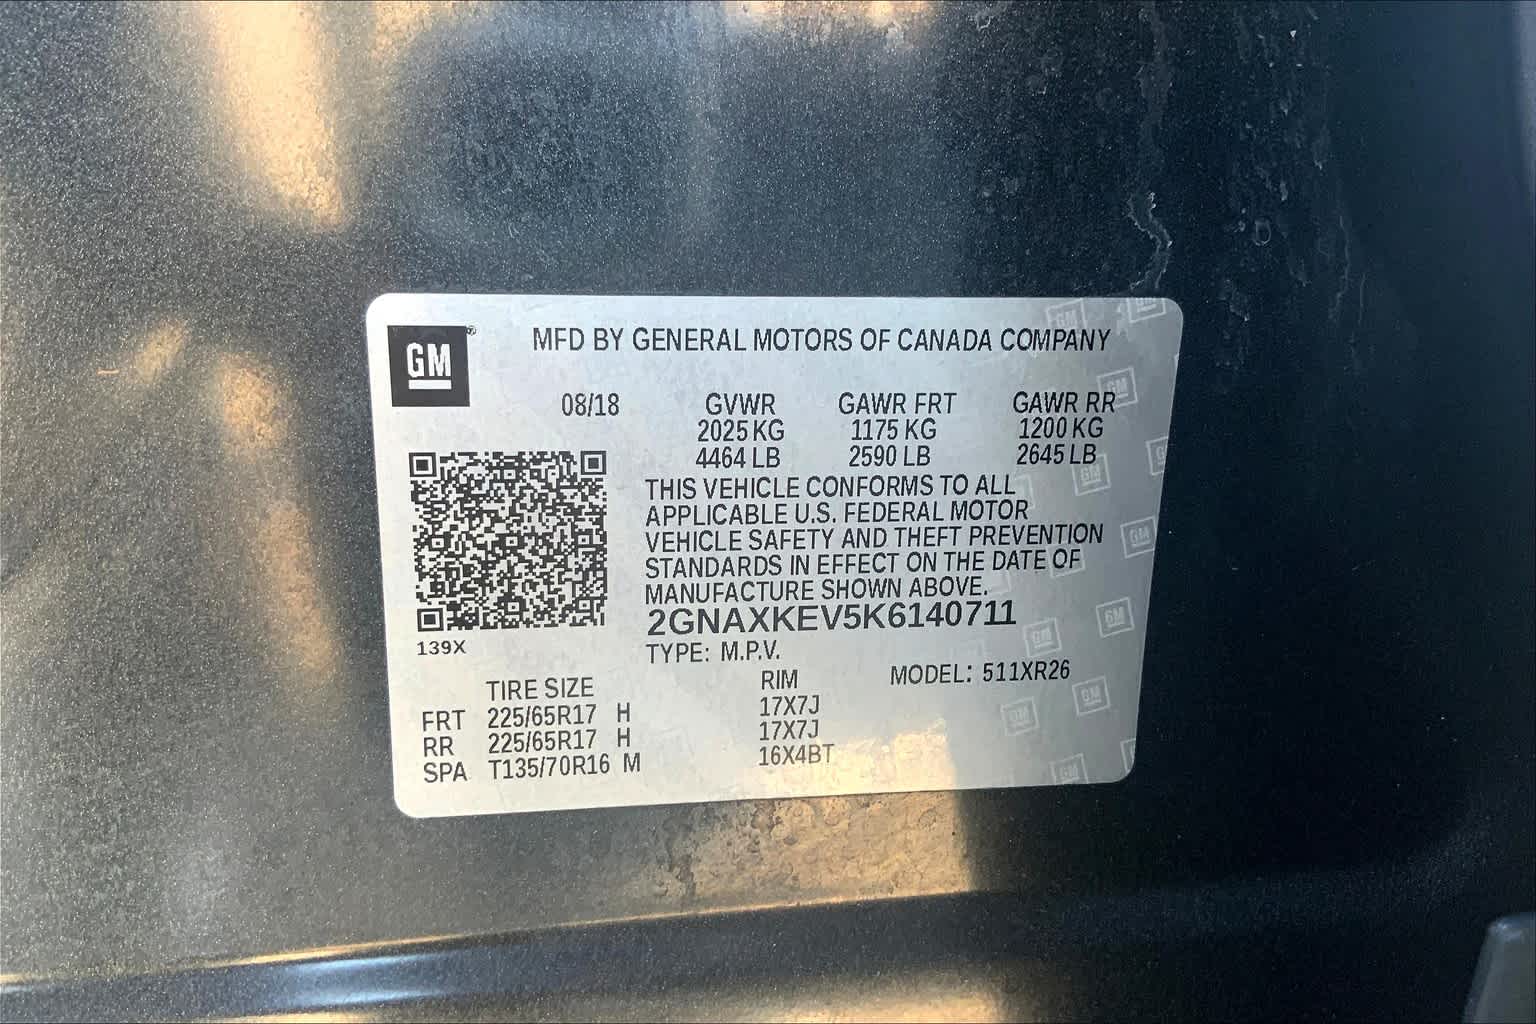 GM
MFD BY GENERAL MOTORS OF CANADA COMPANY
08/18 GVWR GAWR FRT GAWR RR
2025 KG 1175 KG 1200 KG
4464 LB 2590 LB 2645 LB
THIS VEHICLE CONFORMS TO ALL
APPLICABLE U.S. FEDERAL MOTOR
VEHICLE SAFETY AND THEFT PREVENTION
STANDARDS IN EFFECT ON THE DATE OF
MANUFACTURE SHOWN ABOVE.
2GNAXKEV5K6140711
139X
TYPE: M.P.V.
MODEL: 511XR26
TIRE SIZE RIM
FRT 225/65R17 H 17X7J
RR 225/65R17 H 17X7J
SPA T135/70R16 M 16X4BT